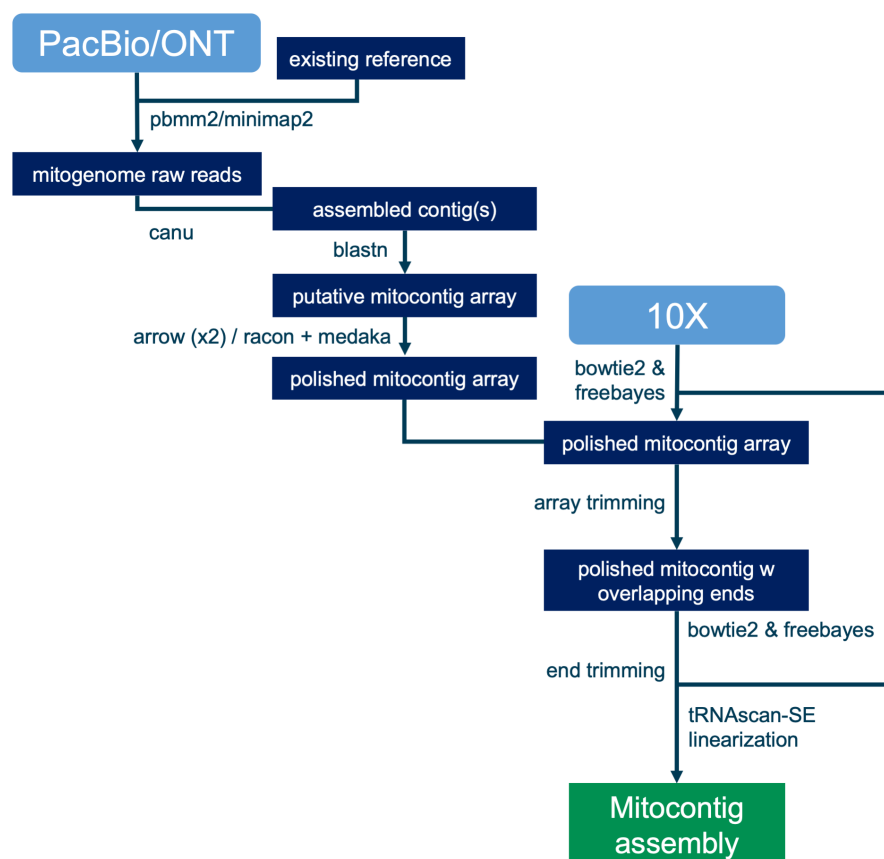 PacBio/ONT
existing reference
pbmm2/minimap2
mitogenome raw reads
canu
assembled contig(s)
blastn
putative mitocontig array
arrow (x2) / racon + medaka
polished mitocontig array
10X
bowtie2 &
freebayes
polished mitocontig array
array trimming
polished mitocontig w
overlapping ends
bowtie2 & freebayes
end trimming
tRNAscan-SE
linearization
Mitocontig
assembly